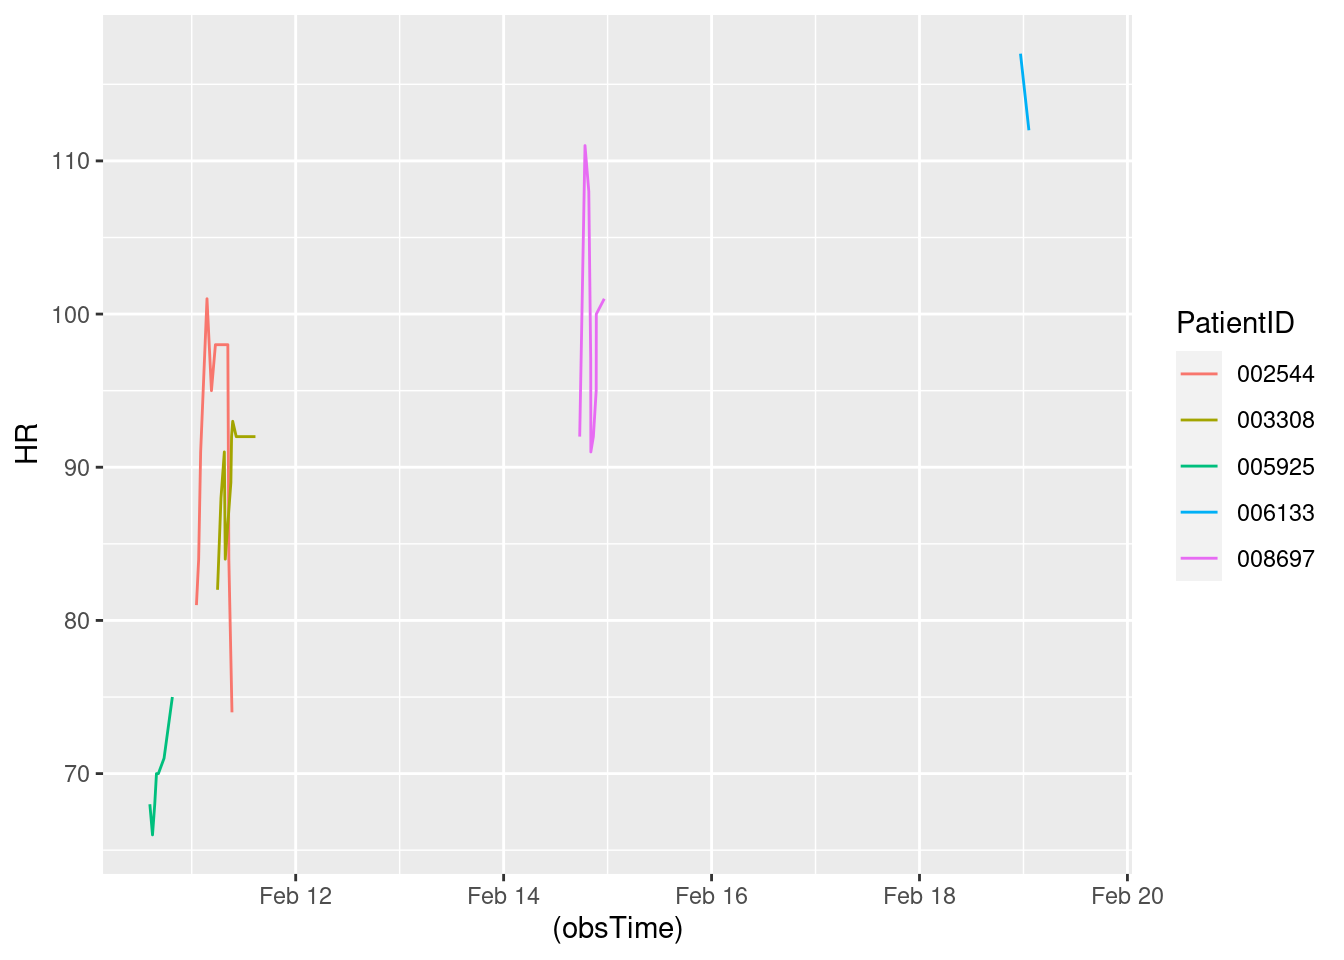 HR
110
100
90
80
70
Feb 12
Feb 14
Feb 16
Feb 18
Feb 20
(obsTime)
PatientID
002544
003308
005925
006133
008697